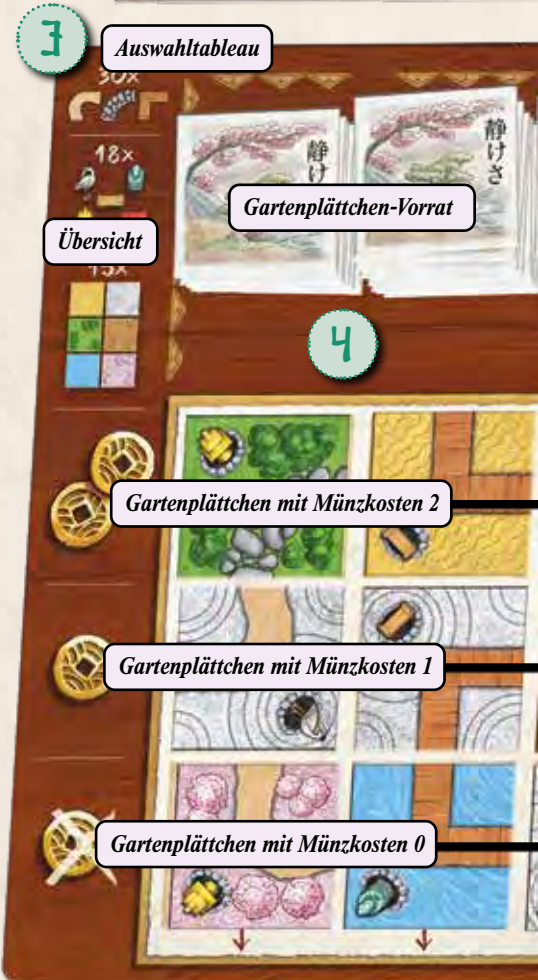 3
Auswahltableau
30x
静け
静けさ
18x
Gartenplättchen-Vorrat
Übersicht
15x
4
Gartenplättchen mit Münzkosten 2
Gartenplättchen mit Münzkosten 1
Gartenplättchen mit Münzkosten 0